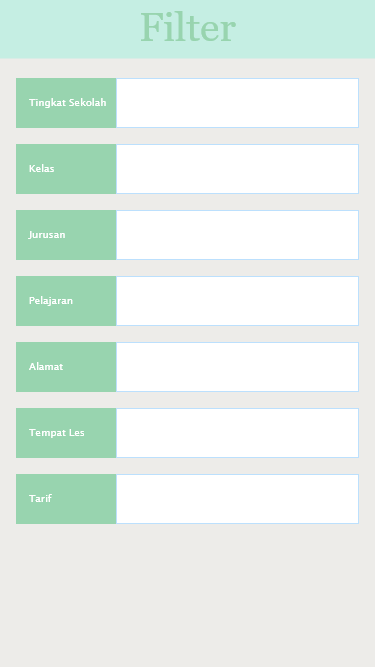 Filter
Tingkat Sekolah
Kelas
Jurusan
Pelajaran
Alamat
Tempat Les
Tarif